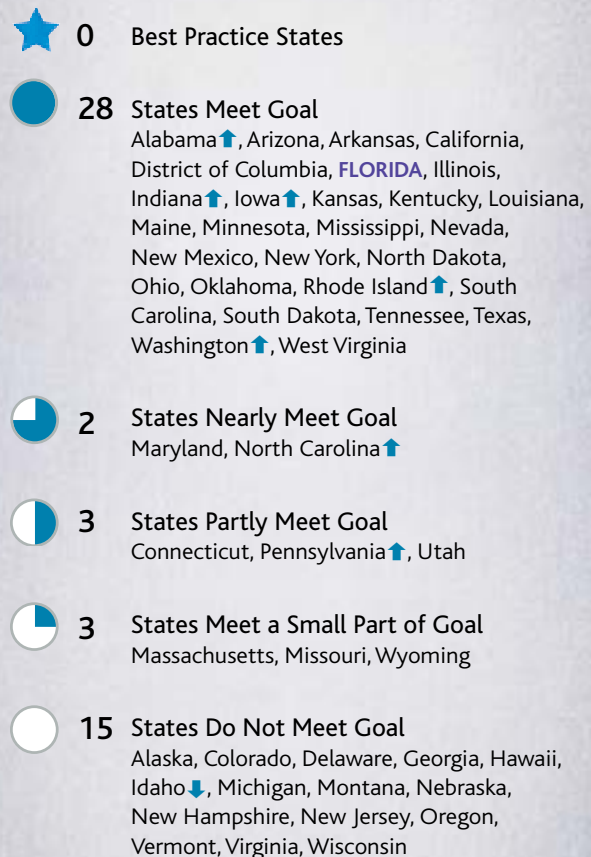 0 Best Practice States
28 States Meet Goal
Alabama⬆, Arizona, Arkansas, California,
District of Columbia, FLORIDA, Illinois,
Indiana⬆, Iowa⬆, Kansas, Kentucky, Louisiana,
Maine, Minnesota, Mississippi, Nevada,
New Mexico, New York, North Dakota,
Ohio, Oklahoma, Rhode Island⬆, South
Carolina, South Dakota, Tennessee, Texas,
Washington⬆, West Virginia
2 States Nearly Meet Goal
Maryland, North Carolina⬆
3 States Partly Meet Goal
Connecticut, Pennsylvania⬆, Utah
3 States Meet a Small Part of Goal
Massachusetts, Missouri, Wyoming
15 States Do Not Meet Goal
Alaska, Colorado, Delaware, Georgia, Hawaii,
Idaho⬇, Michigan, Montana, Nebraska,
New Hampshire, New Jersey, Oregon,
Vermont, Virginia, Wisconsin